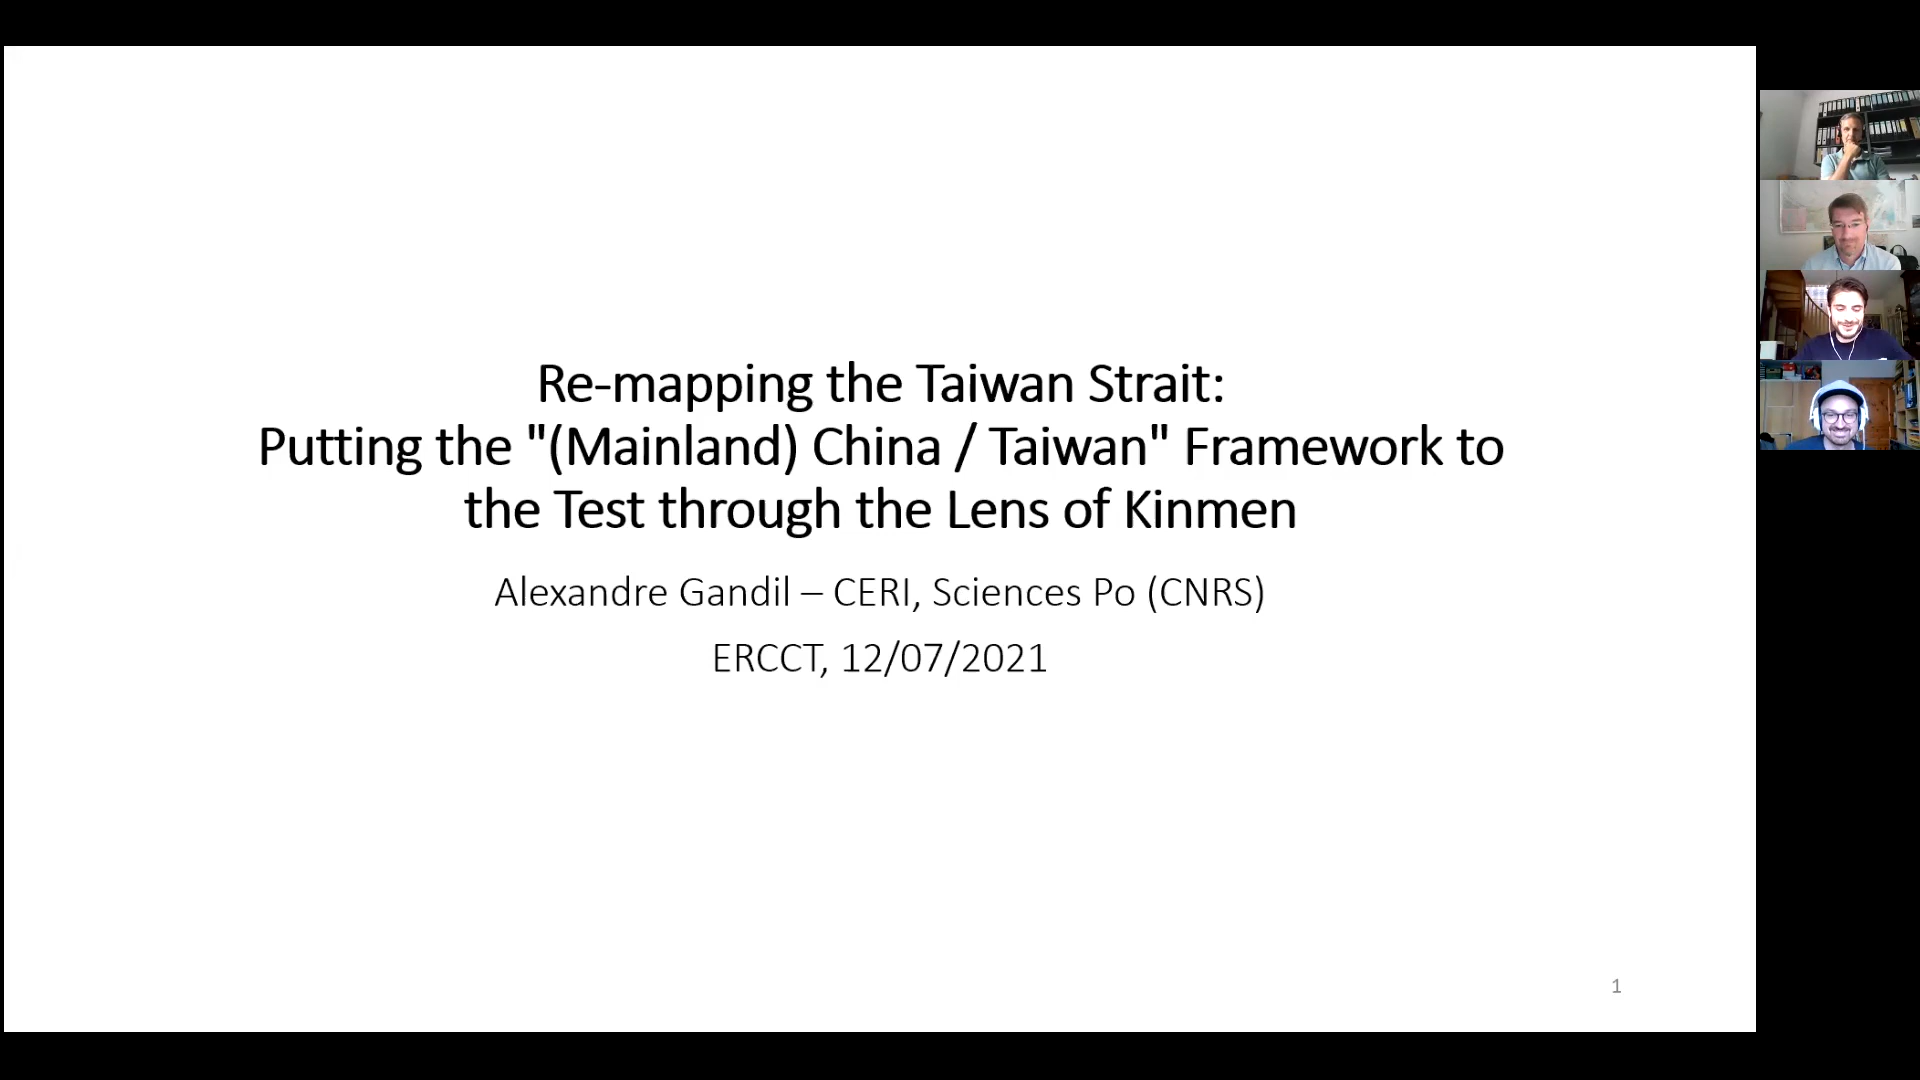 Re-mapping the Taiwan Strait:
Putting the "(Mainland) China / Taiwan" Framework to
the Test through the Lens of Kinmen
Alexandre Gandil – CERI, Sciences Po (CNRS)
ERCCT, 12/07/2021
1